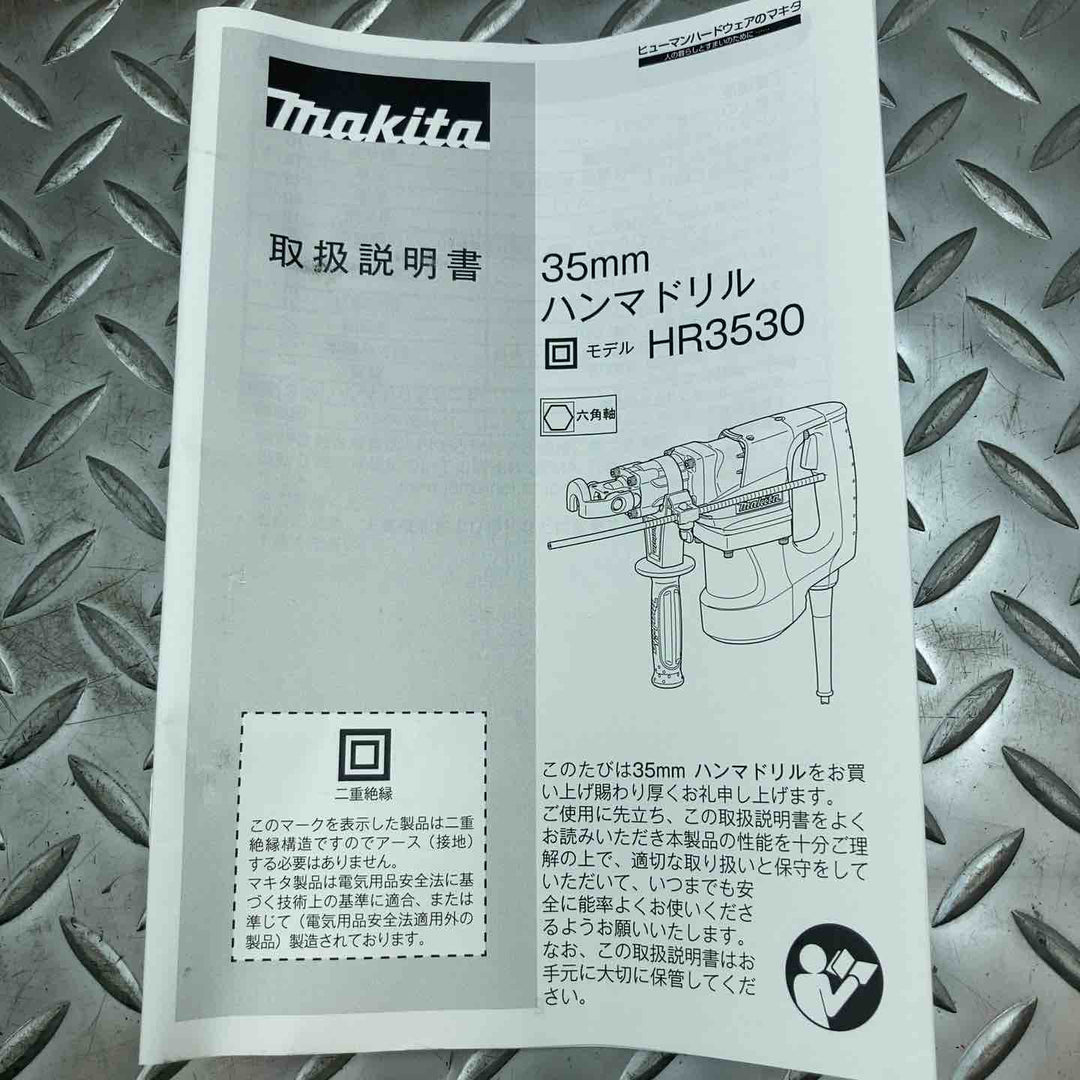 ヒューマンハードウェアのマキタ
人の暮らしとすまいのために……
makita
取扱説明書
35mm
ハンマドリル
モデル HR3530
六角軸
makita
このたびは35mm ハンマドリルをお買
い上げ賜わり厚くお礼申し上げます。
ご使用に先立ち、この取扱説明書をよく
お読みいただき本製品の性能を十分ご理
解の上で、適切な取り扱いと保守をして
いただいて、いつまでも安
全に能率よくお使いくださ
るようお願いいたします。
なお、この取扱説明書はお
手元に大切に保管してくだ
さい。
二重絶縁
このマークを表示した製品は二重
絶縁構造ですのでアース（接地）
する必要はありません。
マキタ製品は電気用品安全法に基
づく技術上の基準に適合、または
準じて（電気用品安全法適用外の
製品）製造されております。